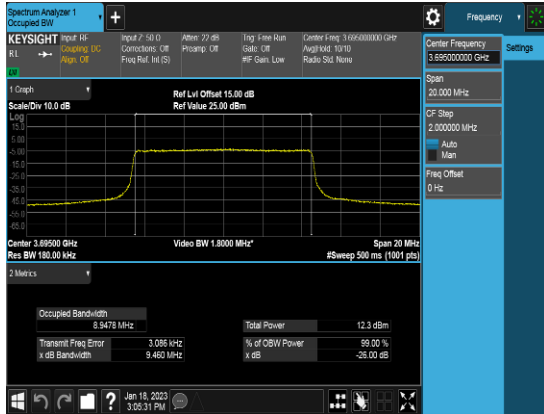 Spectrum Analyzer 1
Occupied BW
Frequency
KEYSIGHT
Input: RF
Input Z: 50 Ω
Atten: 22 dB
Trig: Free Run
Center Freq: 3.695000000 GHz
RL
Coupling: DC
Corrections: Off
Preamp: Off
Gate: Off
Avg|Hold: 10/10
Align: Off
Freq Ref: Int (S)
#IF Gain: Low
Radio Std: None
Center Frequency
3.695000000 GHz
Settings
Span
20.000 MHz
CF Step
2.000000 MHz
Auto
Man
Freq Offset
0 Hz
1 Graph
Ref Lvl Offset 15.00 dB
Scale/Div 10.0 dB
Ref Value 25.00 dBm
Log
15.0
5.00
-5.00
-15.0
-25.0
-35.0
-45.0
-55.0
-65.0
Center 3.69500 GHz
Video BW 1.8000 MHz*
Span 20 MHz
Res BW 180.00 kHz
#Sweep 500 ms (1001 pts)
2 Metrics
Occupied Bandwidth
8.9478 MHz
Total Power
12.3 dBm
Transmit Freq Error
3.086 kHz
% of OBW Power
99.00 %
x dB Bandwidth
9.460 MHz
x dB
-26.00 dB
Jan 18, 2023
3:05:31 PM